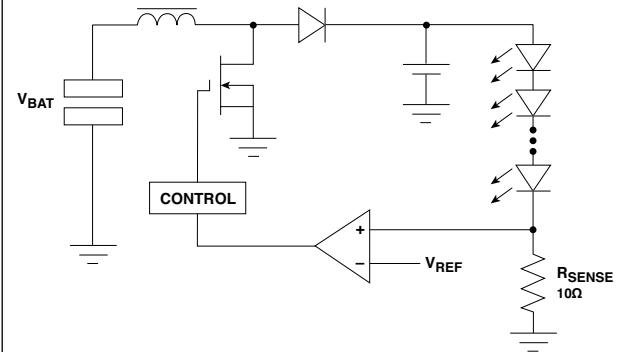 V_BAT
CONTROL
+
–
V_REF
R_SENSE
10Ω